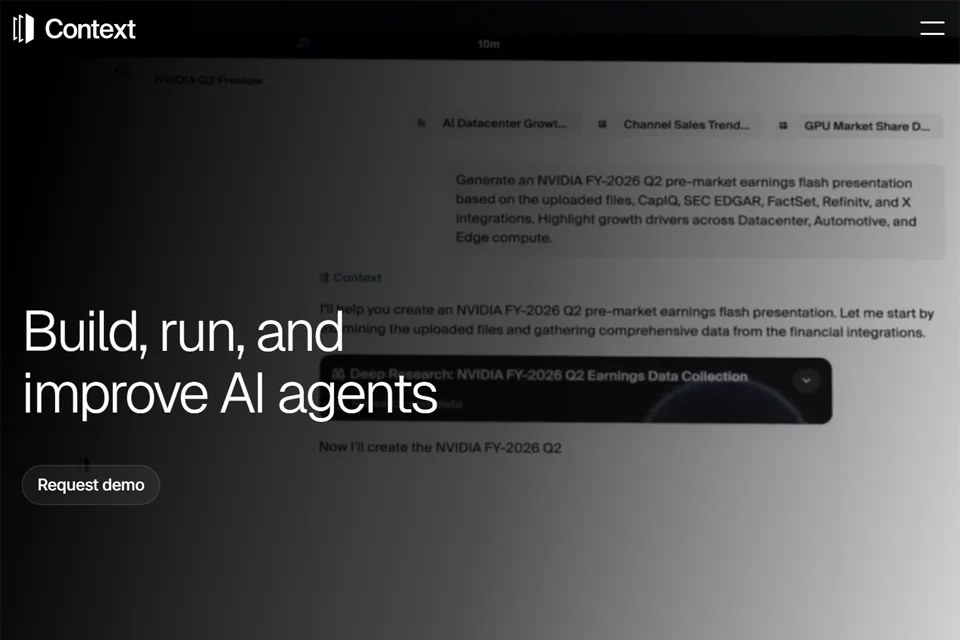 Context
10m
NVIDIA Q2 Preview
AI Datacenter Growt...
Channel Sales Trend...
GPU Market Share D...
Generate an NVIDIA FY-2026 Q2 pre-market earnings flash presentation
based on the uploaded files, CapIQ, SEC EDGAR, FactSet, Refinitv, and X
integrations. Highlight growth drivers across Datacenter, Automotive, and
Edge compute.
Context
I'll help you create an NVIDIA FY-2026 Q2 pre-market earnings flash presentation. Let me start by
examining the uploaded files and gathering comprehensive data from the financial integrations.
Build, run, and
improve AI agents
Deep Research: NVIDIA FY-2026 Q2 Earnings Data Collection
Now I'll create the NVIDIA FY-2026 Q2
Request demo